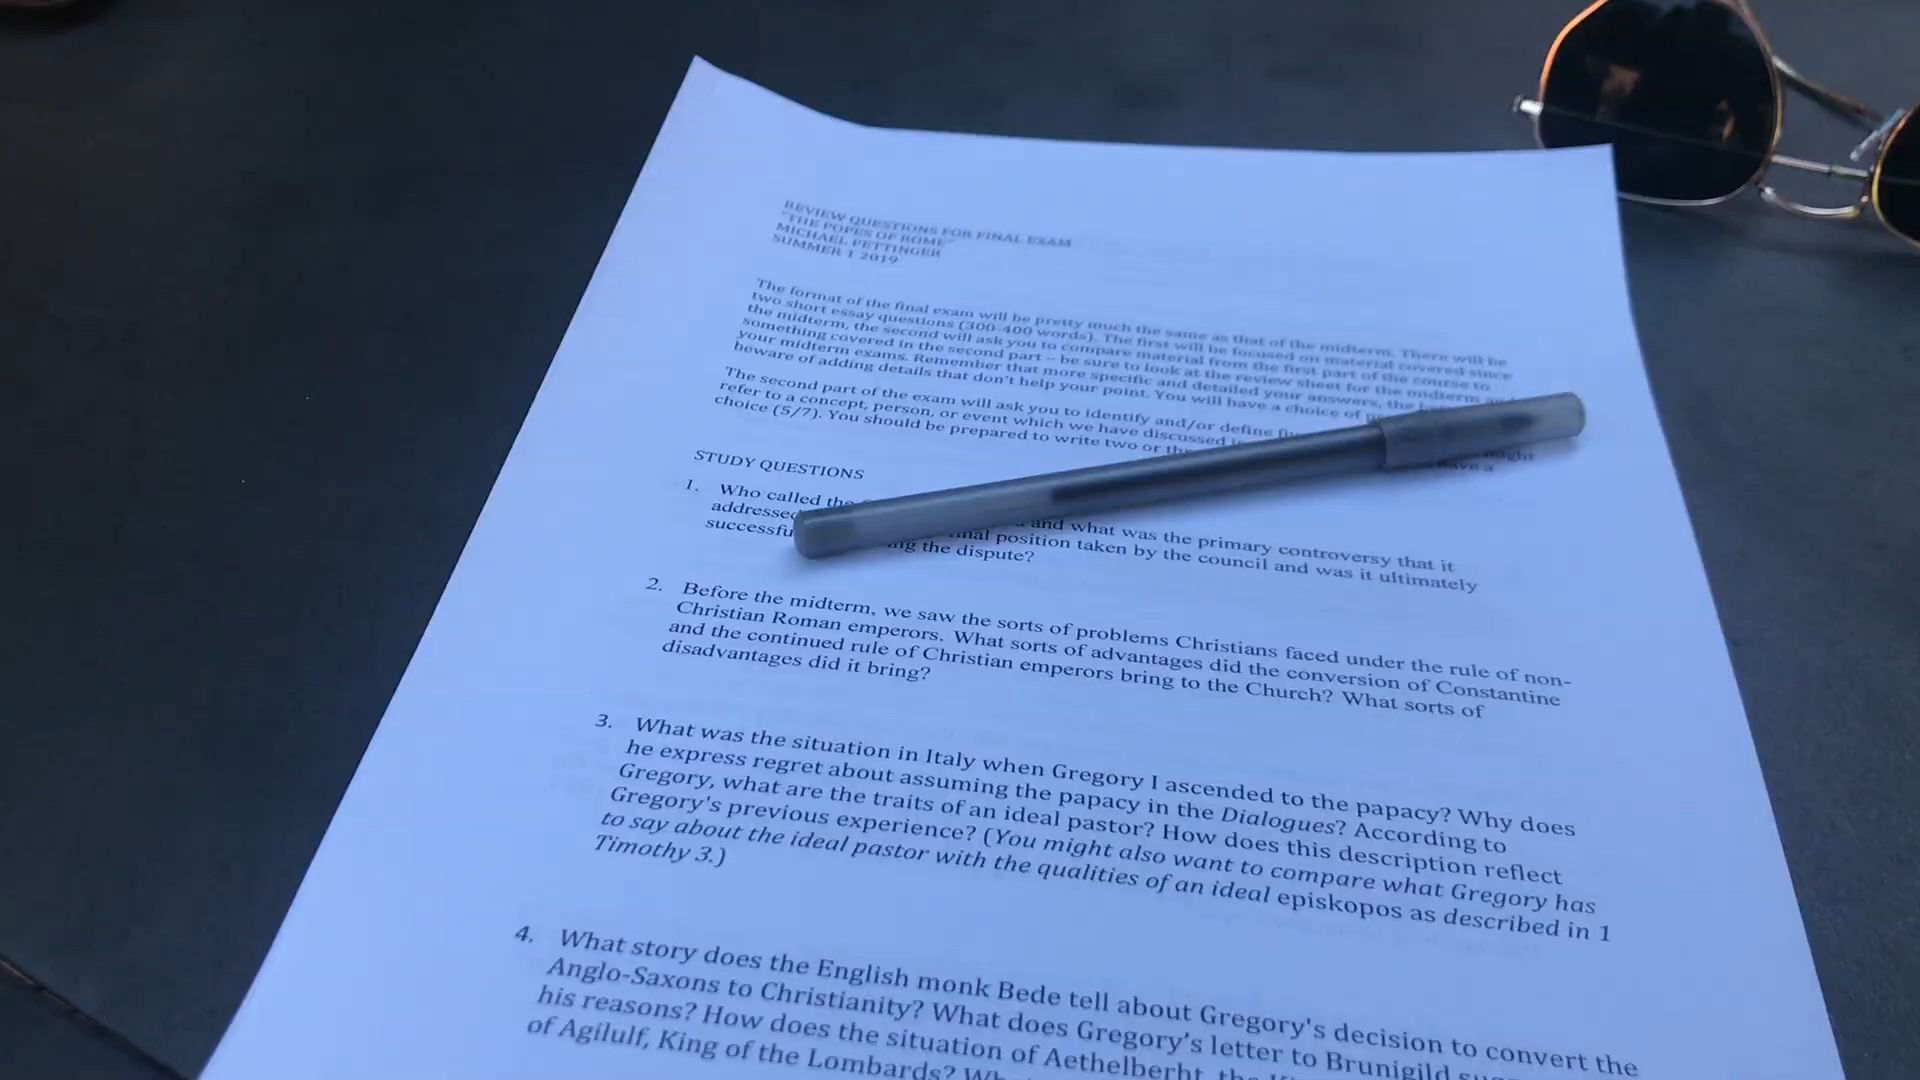 REVIEW QUESTIONS FOR FINAL EXAM
"THE POPES OF ROME"
MICHAEL PETTINGER
SUMMER 1 2019
The format of the final exam will be pretty much the same as that of the midterm. There will be
two short essay questions (300-400 words). The first will be focused on material covered since
the midterm, the second will ask you to compare material from the first part of the course to
something covered in the second part – be sure to look at the review sheet for the midterm and
your midterm exams. Remember that more specific and detailed your answers, the
beware of adding details that don't help your point. You will have a choice of
The second part of the exam will ask you to identify and/or define
refer to a concept, person, or event which we have discussed
choice (5/7). You should be prepared to write two or have a
STUDY QUESTIONS
1. Who called the
addressed and what was the primary controversy that it
position taken by the council and was it ultimately
the dispute?
2. Before the midterm, we saw the sorts of problems Christians faced under the rule of non-
Christian Roman emperors. What sorts of advantages did the conversion of Constantine
and the continued rule of Christian emperors bring to the Church? What sorts of
disadvantages did it bring?
3. What was the situation in Italy when Gregory I ascended to the papacy? Why does
he express regret about assuming the papacy in the Dialogues? According to
Gregory, what are the traits of an ideal pastor? How does this description reflect
Gregory's previous experience? (You might also want to compare what Gregory has
to say about the ideal pastor with the qualities of an ideal episkopos as described in 1
Timothy 3.)
4. What story does the English monk Bede tell about Gregory's decision to convert the
Anglo-Saxons to Christianity? What does Gregory's letter to Brunigild
his reasons? How does the situation of Aethelberht, the
of Agilulf, King of the Lombards?